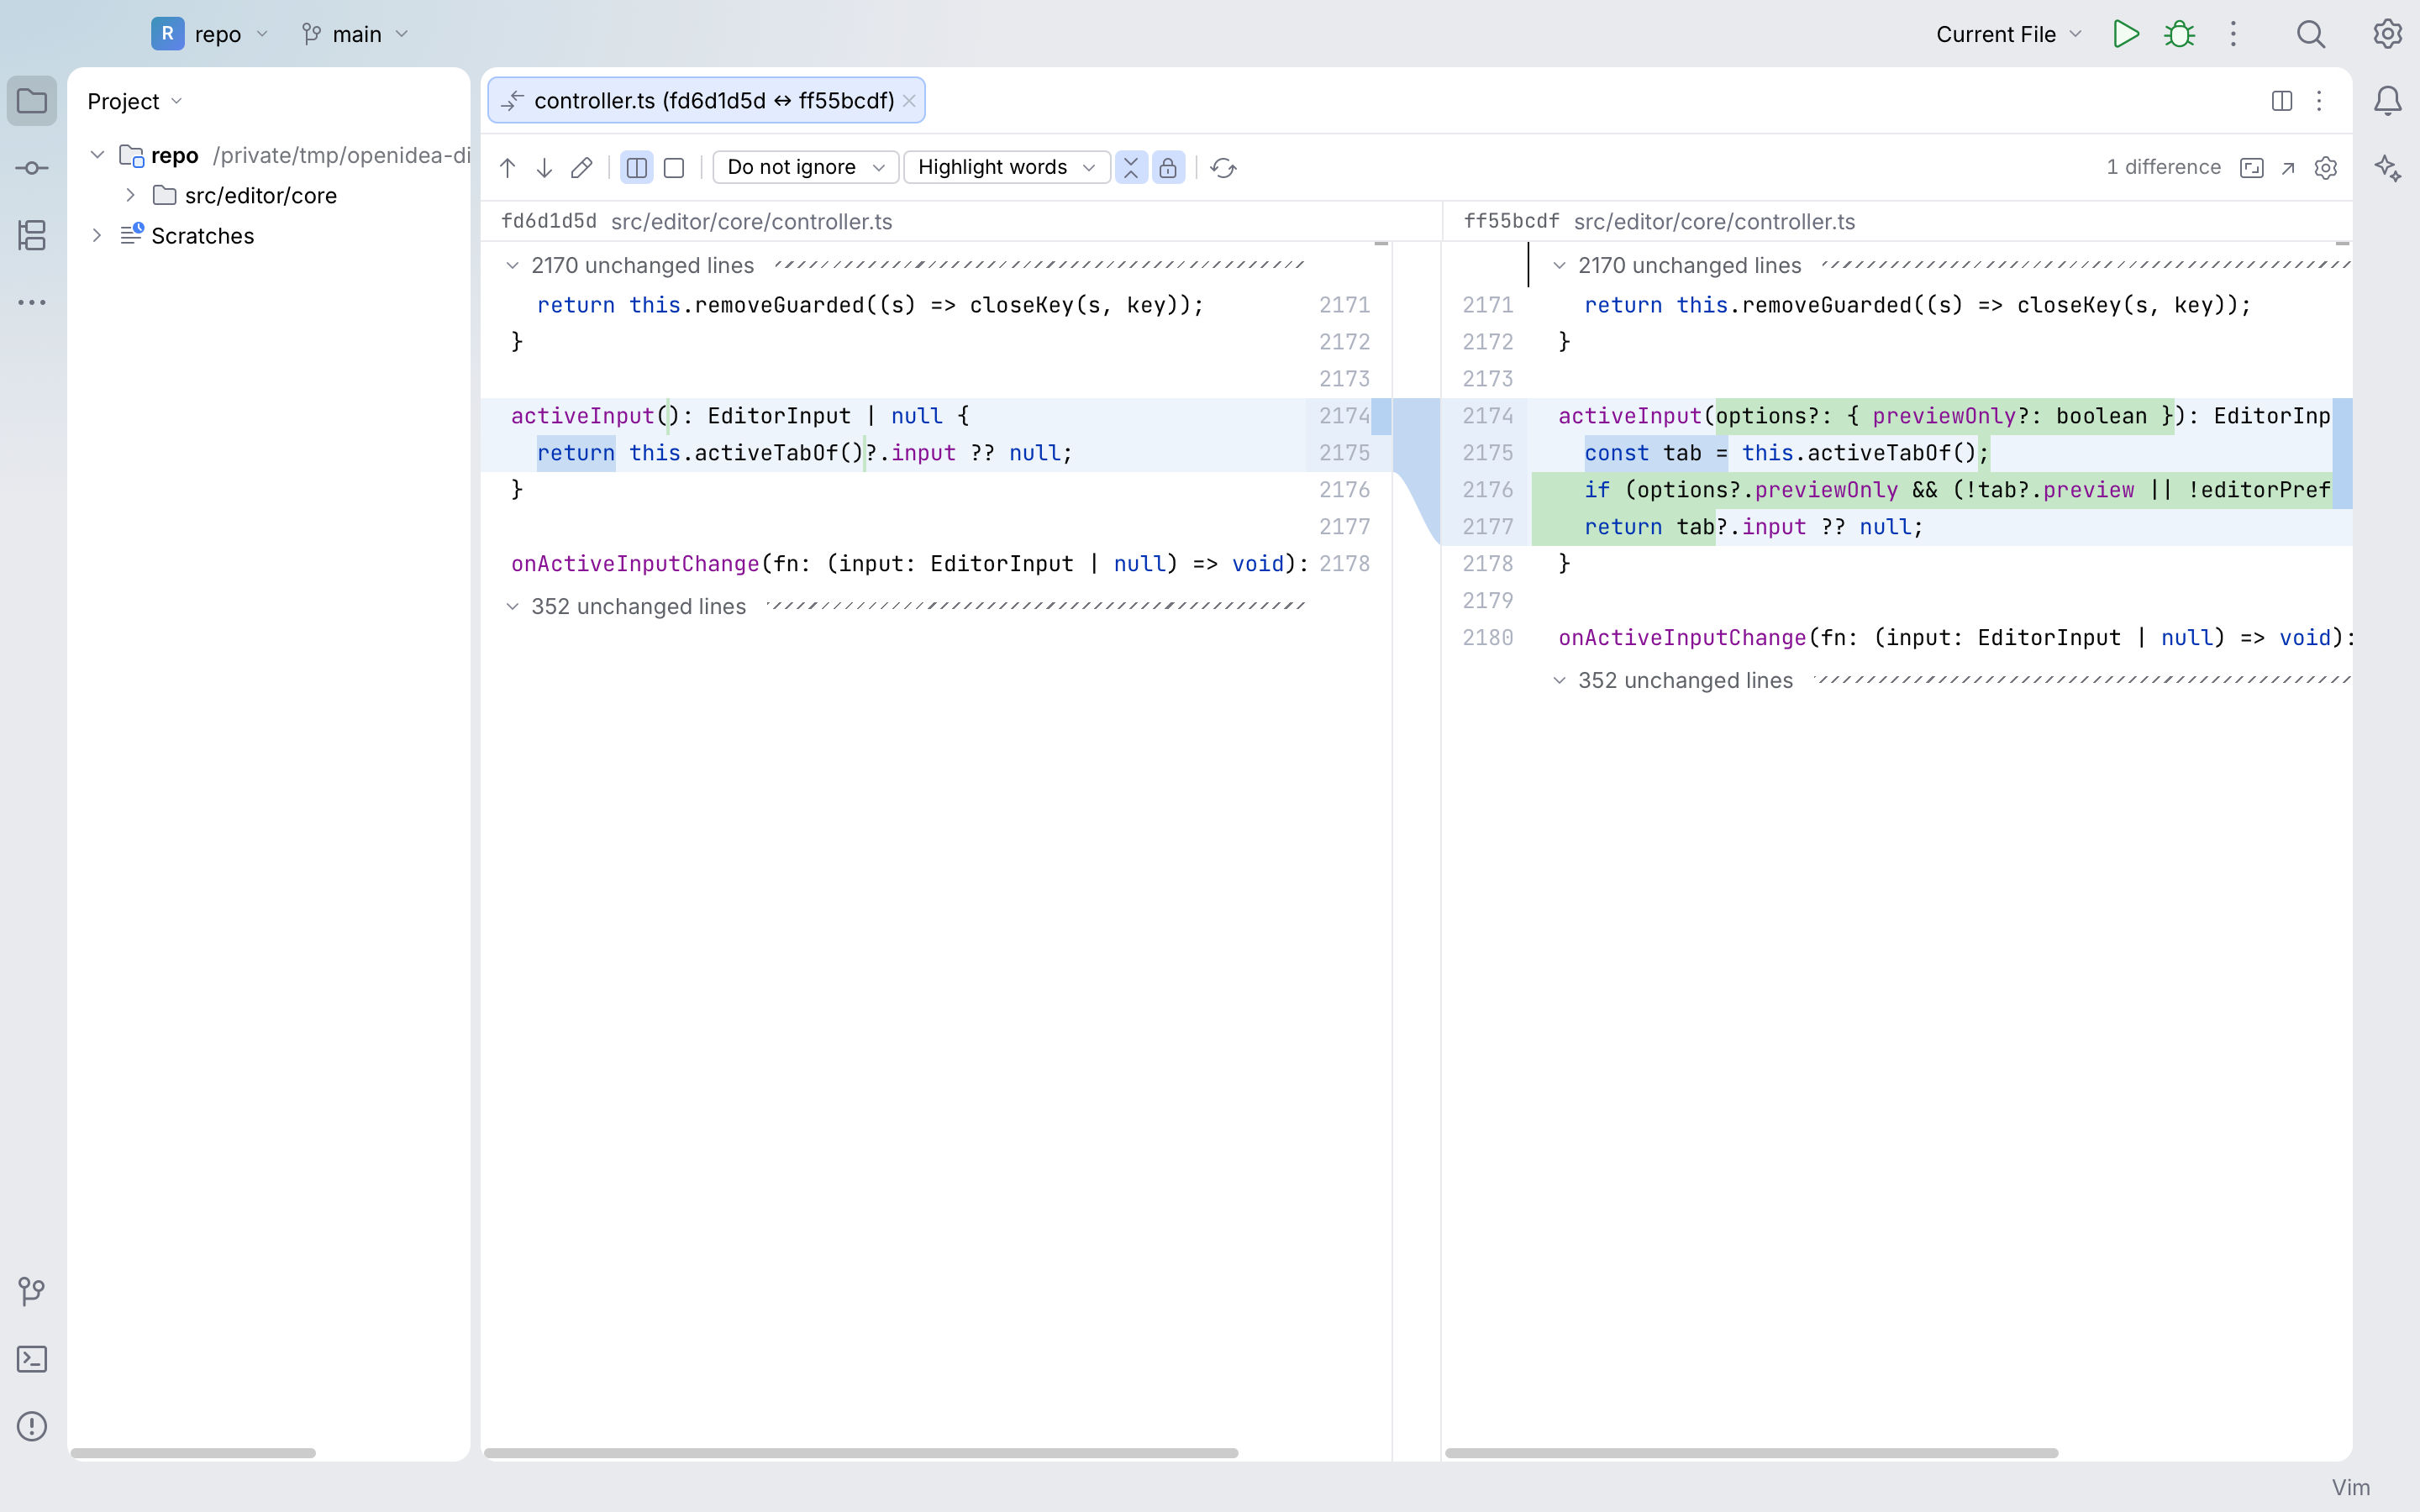 R repo main Current File
Project
repo /private/tmp/openidea-di
src/editor/core
Scratches
controller.ts (fd6d1d5d ↔ ff55bcdf)
Do not ignore Highlight words 1 difference
fd6d1d5d src/editor/core/controller.ts
2170 unchanged lines
return this.removeGuarded((s) => closeKey(s, key)); 2171
} 2172
2173
activeInput(): EditorInput | null { 2174
return this.activeTabOf()?.input ?? null; 2175
} 2176
2177
onActiveInputChange(fn: (input: EditorInput | null) => void): 2178
352 unchanged lines
ff55bcdf src/editor/core/controller.ts
2170 unchanged lines
2171 return this.removeGuarded((s) => closeKey(s, key));
2172 }
2173
2174 activeInput(options?: { previewOnly?: boolean }): EditorInp
2175 const tab = this.activeTabOf();
2176 if (options?.previewOnly && (!tab?.preview || !editorPref
2177 return tab?.input ?? null;
2178 }
2179
2180 onActiveInputChange(fn: (input: EditorInput | null) => void):
352 unchanged lines
Vim